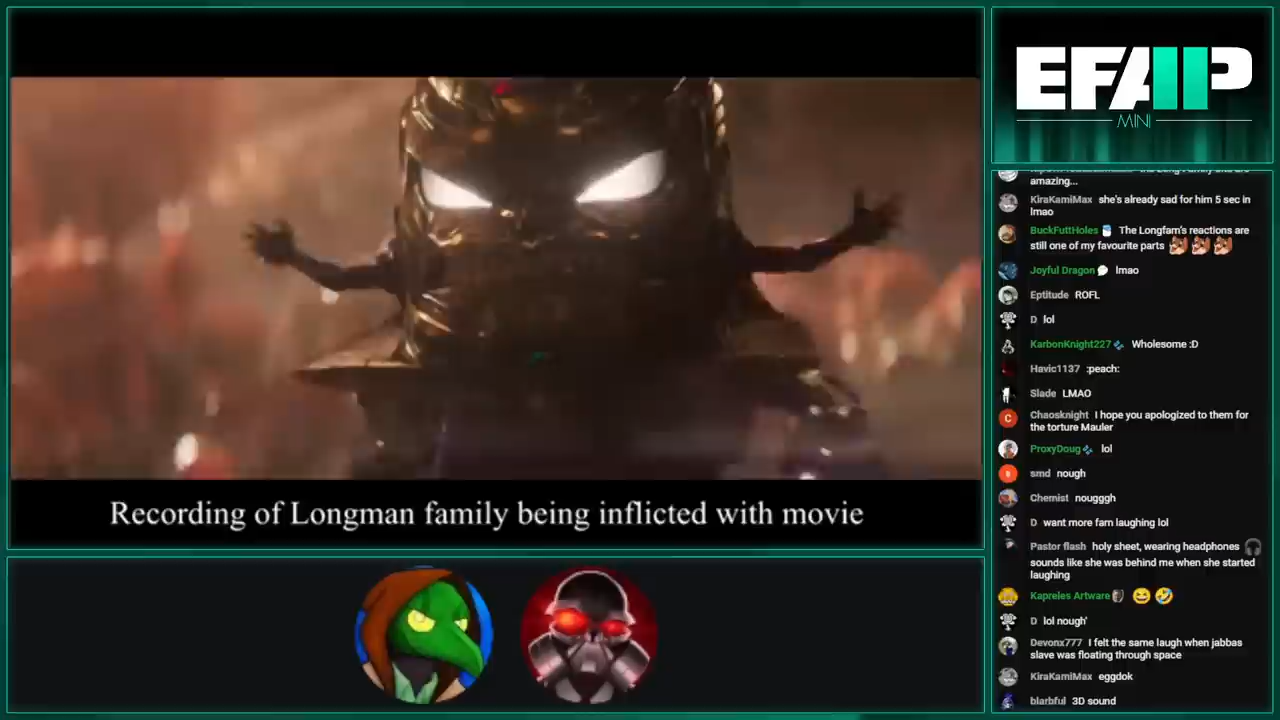 EFAP
MINI
amazing...
KiraKamiMax she's already sad for him 5 sec in
lmao
BuckFuttHoles The Longfam's reactions are
still one of my favourite parts
Joyful Dragon lmao
Eptitude ROFL
D lol
KarbonKnight227 Wholesome :D
Havic1137 :peach:
Slade LMAO
Chaosknight I hope you apologized to them for
the torture Mauler
ProxyDoug lol
smd nough
Chemist nougggh
D want more fam laughing lol
Pastor flash holy sheet, wearing headphones
sounds like she was behind me when she started
laughing
Kapreles Artware
D lol nough'
Devonx777 I felt the same laugh when jabbas
slave was floating through space
KiraKamiMax eggdok
blarbful 3D sound
Recording of Longman family being inflicted with movie